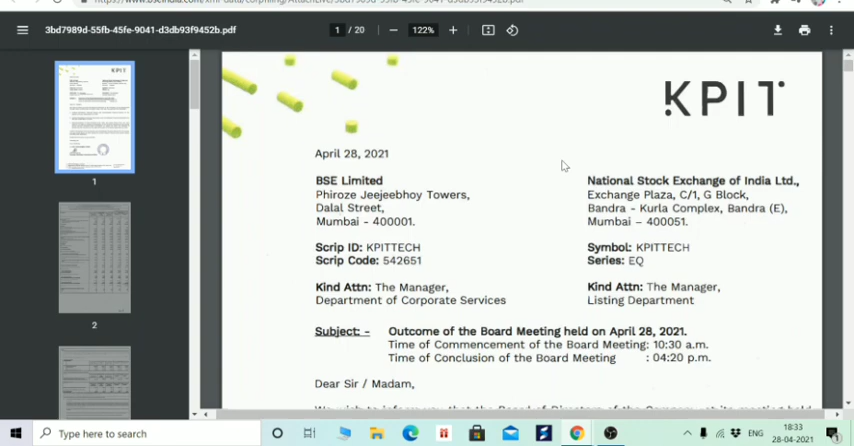 3bd7989d-55fb-45fe-9041-d3db93f9452b.pdf
1 / 20
122%
KPIT
April 28, 2021
BSE Limited
Phiroze Jeejeebhoy Towers,
Dalal Street,
Mumbai - 400001.
National Stock Exchange of India Ltd.,
Exchange Plaza, C/1, G Block,
Bandra - Kurla Complex, Bandra (E),
Mumbai – 400051.
Scrip ID: KPITTECH
Scrip Code: 542651
Symbol: KPITTECH
Series: EQ
Kind Attn: The Manager,
Department of Corporate Services
Kind Attn: The Manager,
Listing Department
Subject: - Outcome of the Board Meeting held on April 28, 2021.
Time of Commencement of the Board Meeting: 10:30 a.m.
Time of Conclusion of the Board Meeting : 04:20 p.m.
Dear Sir / Madam,
1
2
Type here to search
ENG
18:33
28-04-2021